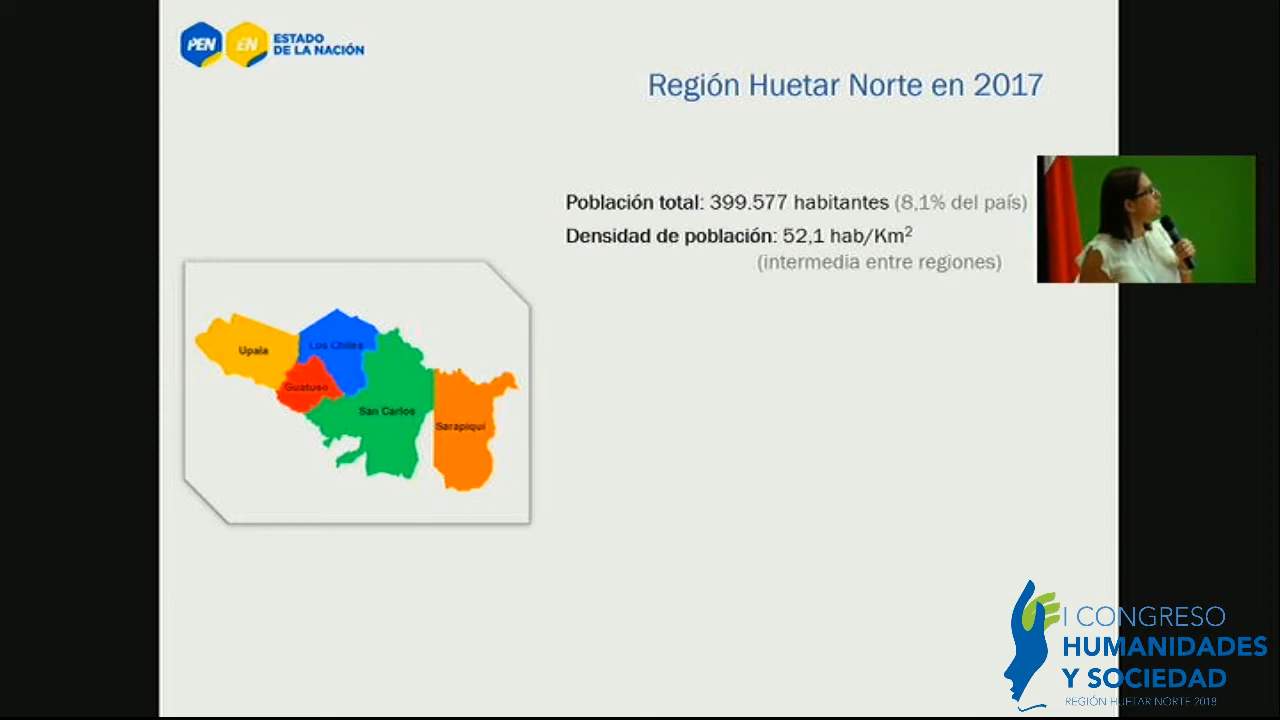 PEN EN ESTADO
DE LA NACIÓN
Región Huetar Norte en 2017
Población total: 399.577 habitantes (8,1% del país)
Densidad de población: 52,1 hab/Km²
(intermedia entre regiones)
Upala
Los Chiles
Guatuso
San Carlos
Sarapiquí
I CONGRESO
HUMANIDADES
Y SOCIEDAD
REGIÓN HUETAR NORTE 2018